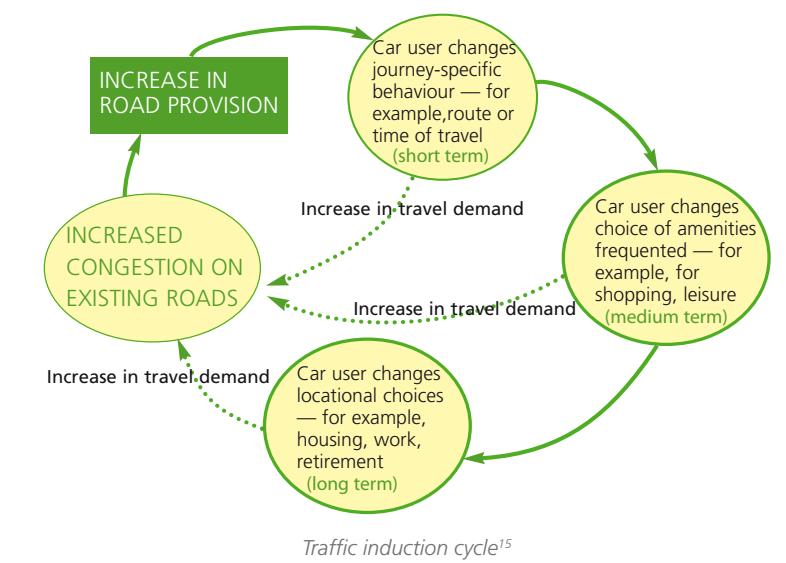 INCREASE IN
ROAD PROVISION
Car user changes
journey-specific
behaviour — for
example,route or
time of travel
(short term)
Increase in travel demand
Car user changes
choice of amenities
frequented — for
example, for
shopping, leisure
(medium term)
INCREASED
CONGESTION ON
EXISTING ROADS
Increase in travel demand
Increase in travel demand
Car user changes
locational choices
— for example,
housing, work,
retirement
(long term)
Traffic induction cycle15